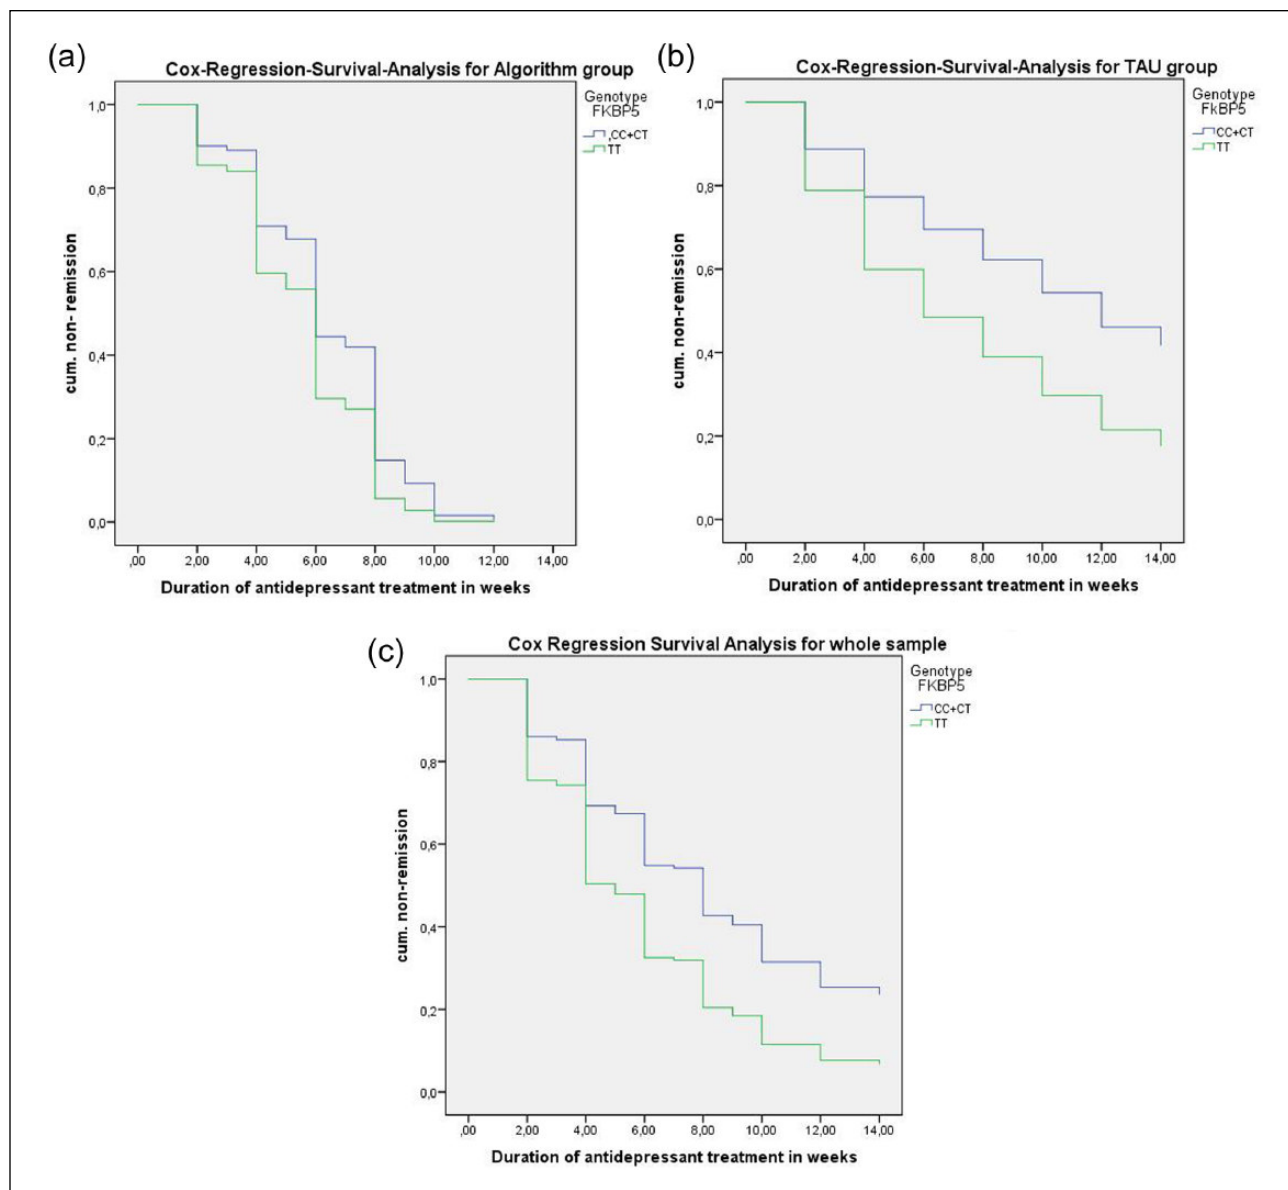 (a)
Cox-Regression-Survival-Analysis for Algorithm group
Genotype
FKBP5
,CC+CT
TT
cum. non- remission
1,0
0,8
0,6
0,4
0,2
0,0
,00 2,00 4,00 6,00 8,00 10,00 12,00 14,00
Duration of antidepressant treatment in weeks
(b)
Cox-Regression-Survival-Analysis for TAU group
Genotype
FkBP5
CC+CT
TT
cum. non-remission
1,0
0,8
0,6
0,4
0,2
0,0
,00 2,00 4,00 6,00 8,00 10,00 12,00 14,00
Duration of antidepressant treatment in weeks
(c)
Cox Regression Survival Analysis for whole sample
Genotype
FKBP5
CC+CT
TT
cum. non-remission
1,0
0,8
0,6
0,4
0,2
0,0
,00 2,00 4,00 6,00 8,00 10,00 12,00 14,00
Duration of antidepressant treatment in weeks